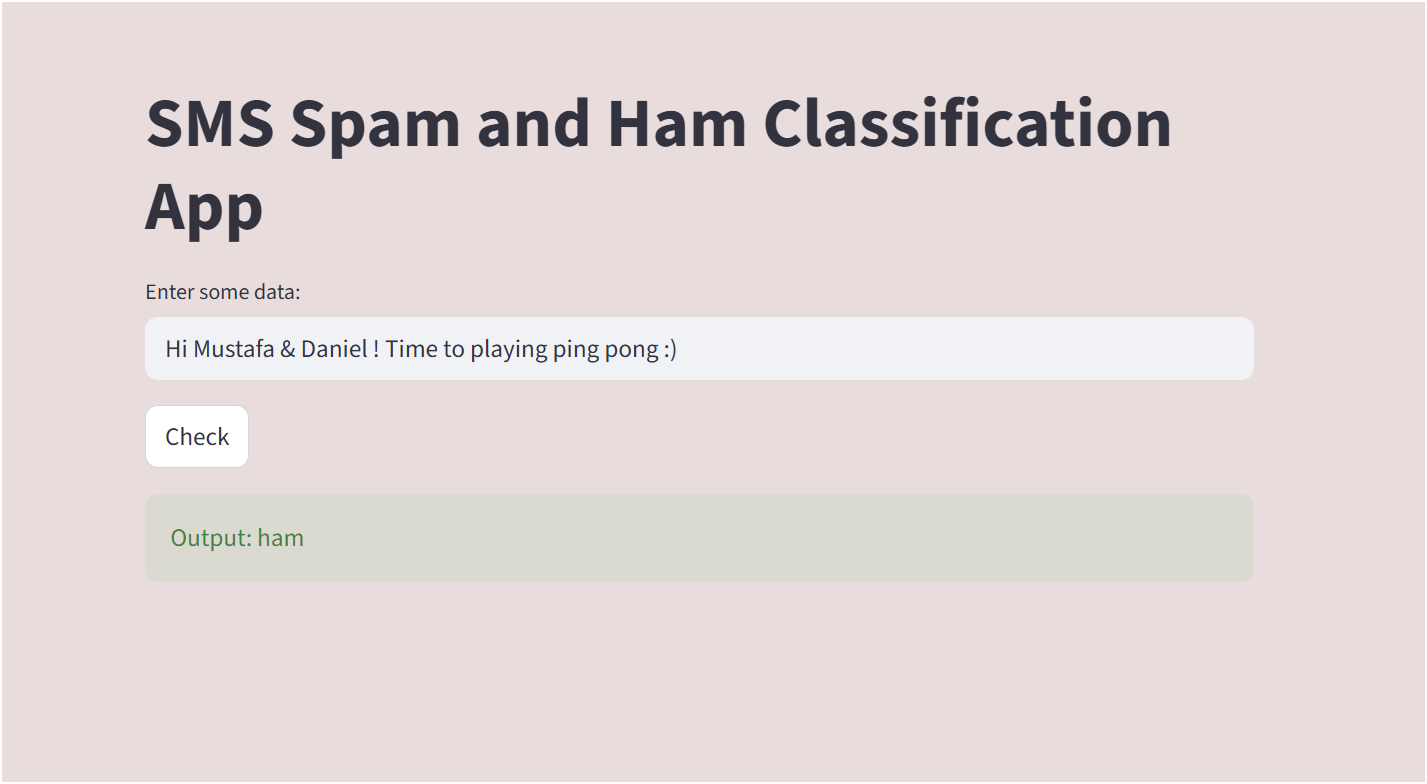 SMS Spam and Ham Classification
App
Enter some data:
Hi Mustafa & Daniel ! Time to playing ping pong :)
Check
Output: ham